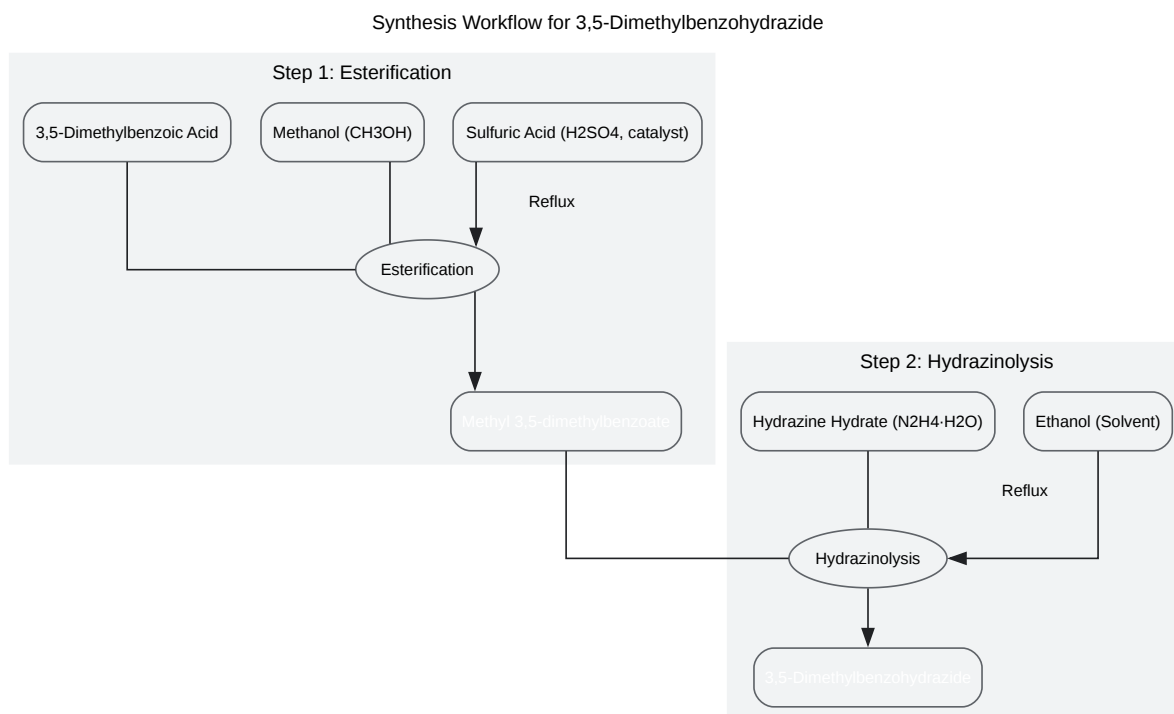 Synthesis Workflow for 3,5-Dimethylbenzohydrazide
Step 1: Esterification
3,5-Dimethylbenzoic Acid
Methanol (CH3OH)
Sulfuric Acid (H2SO4, catalyst)
Reflux
Esterification
Methyl 3,5-dimethylbenzoate
Step 2: Hydrazinolysis
Hydrazine Hydrate (N2H4·H2O)
Ethanol (Solvent)
Reflux
Hydrazinolysis
3,5-Dimethylbenzohydrazide